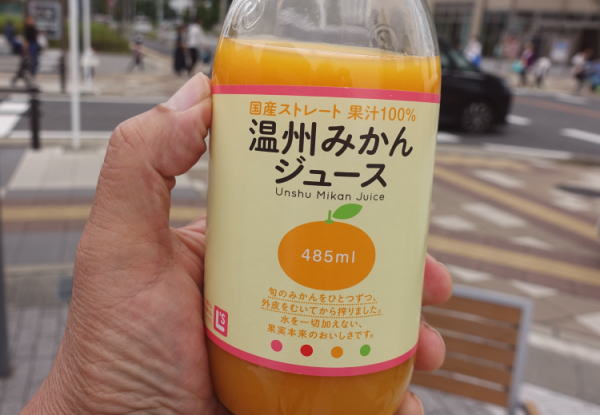 国産ストレート 果汁100%
温州みかん
ジュース
Unshu Mikan Juice
485ml
旬のみかんをひとつずつ、
外皮をむいてから搾りました。
水を一切加えない、
果実本来のおいしさです。
L'S